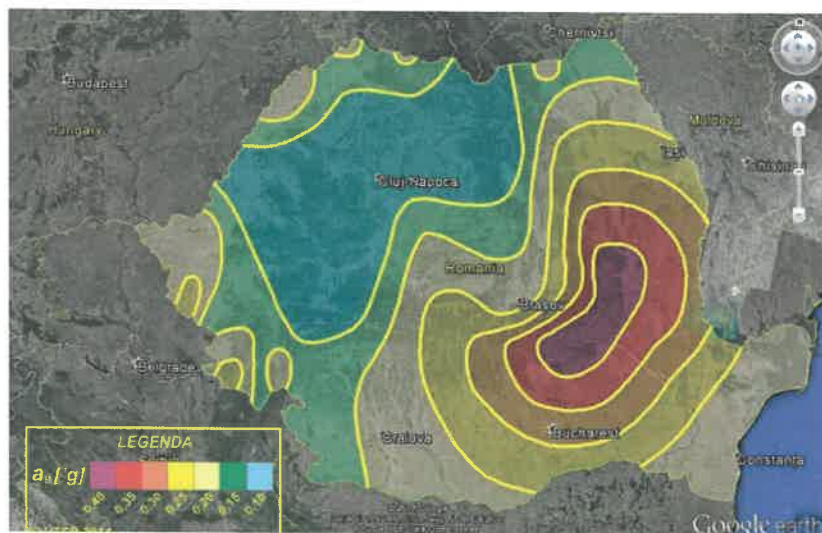 Chernivtsi
Budapest
Hungary
Moldova
Iasi
Chisinau
Cluj-Napoca
Romania
Brasov
Belgrade
Craiova
Bucharest
Constanta
LEGENDA
a₉['g]
0,40 0,35 0,30 0,25 0,20 0,15 0,10
Google earth